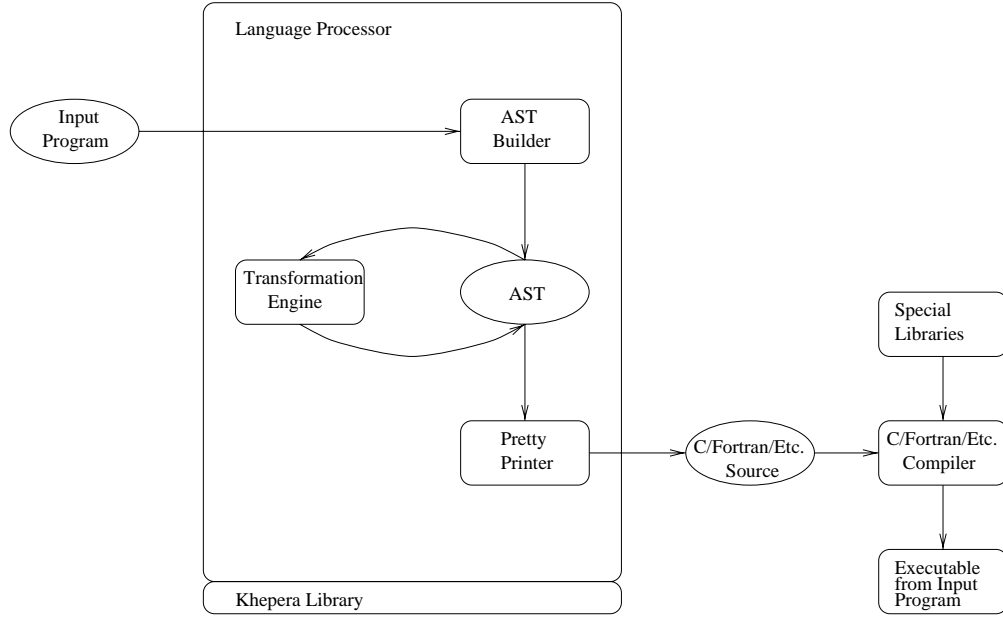 Language Processor
Input
Program
AST
Builder
Transformation
Engine
AST
Special
Libraries
Pretty
Printer
C/Fortran/Etc.
Source
C/Fortran/Etc.
Compiler
Executable
from Input
Program
Khepera Library